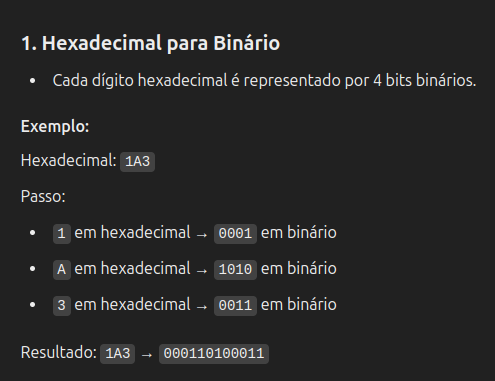 1. Hexadecimal para Binário
• Cada dígito hexadecimal é representado por 4 bits binários.
Exemplo:
Hexadecimal: 1A3
Passo:
• 1 em hexadecimal → 0001 em binário
• A em hexadecimal → 1010 em binário
• 3 em hexadecimal → 0011 em binário
Resultado: 1A3 → 000110100011